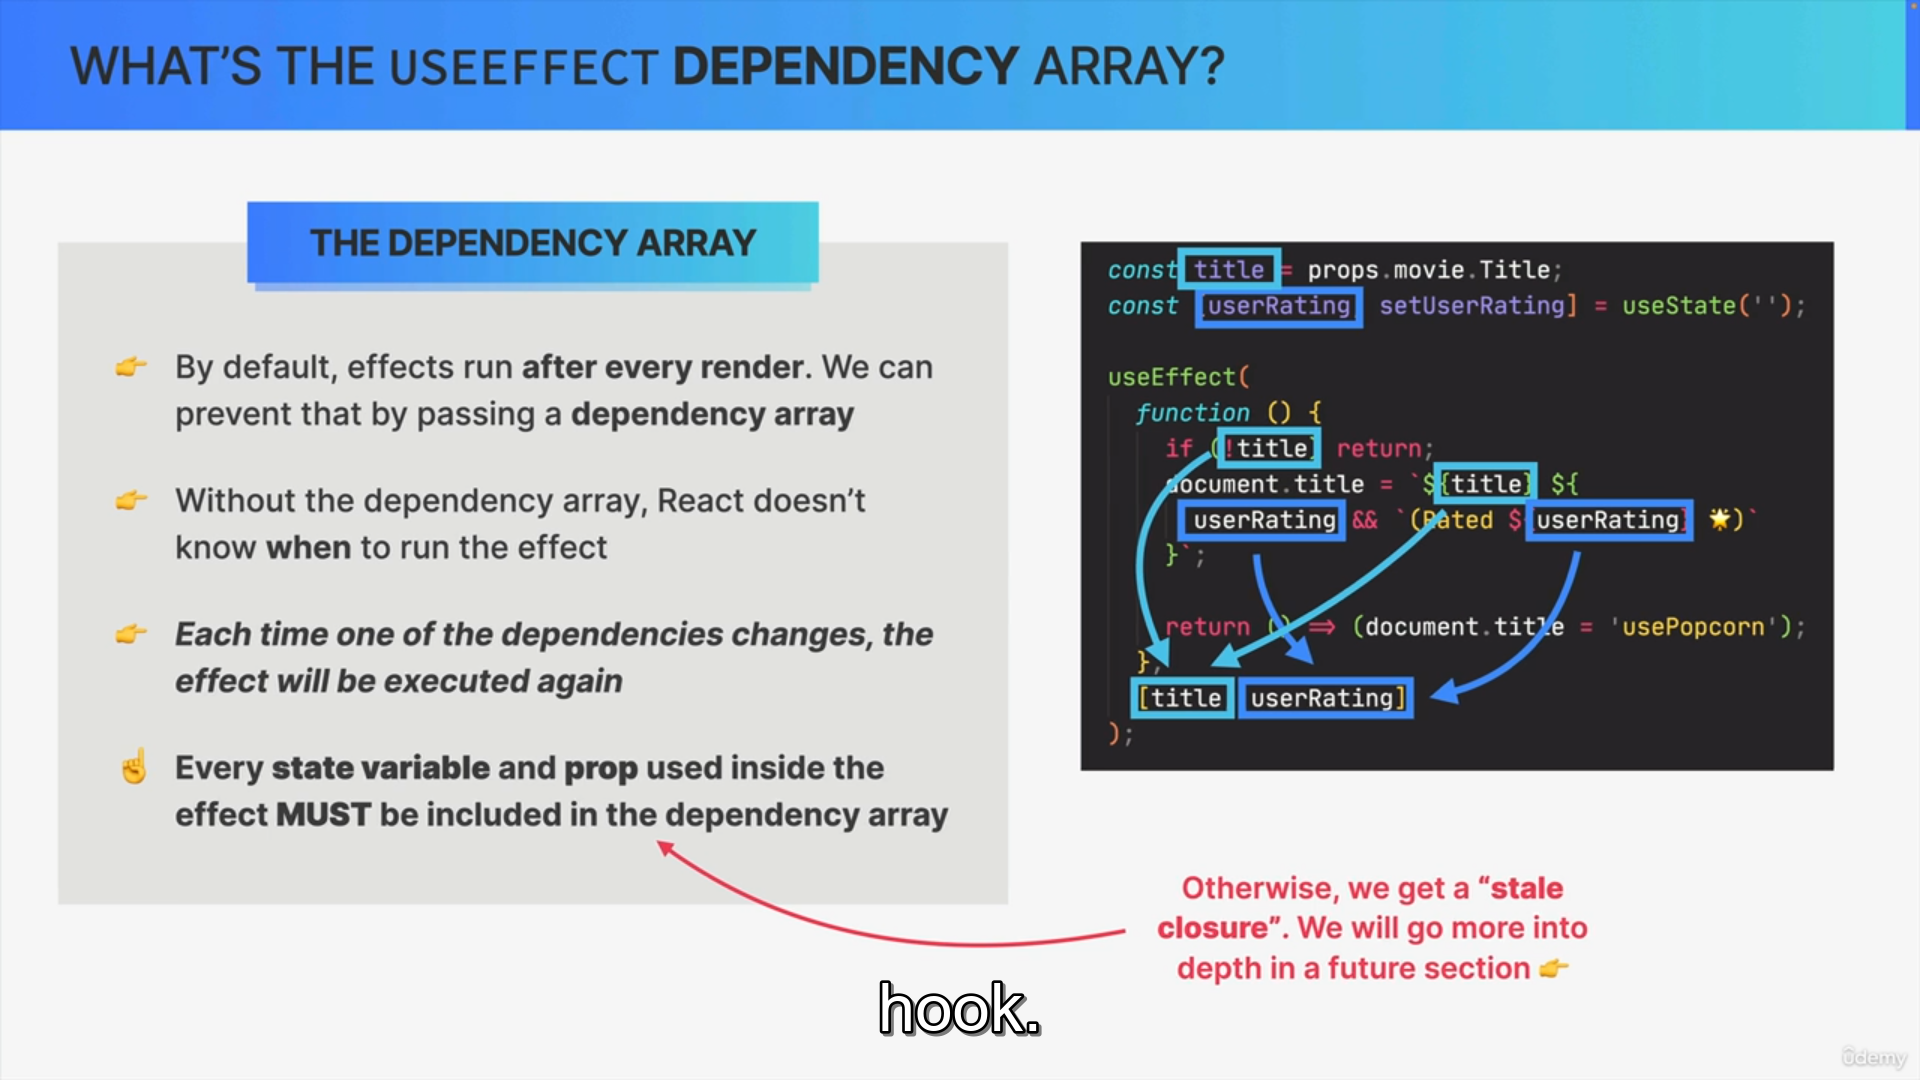 WHAT'S THE USEEFFECT DEPENDENCY ARRAY?
THE DEPENDENCY ARRAY
👉 By default, effects run after every render. We can
prevent that by passing a dependency array
👉 Without the dependency array, React doesn't
know when to run the effect
👉 Each time one of the dependencies changes, the
effect will be executed again
☝️ Every state variable and prop used inside the
effect MUST be included in the dependency array
const title = props.movie.Title;
const [userRating setUserRating] = useState('');
useEffect(
function () {
if (!title) return;
document.title = `${title} ${
userRating && `(Rated ${userRating} 🌟)`
}`;
return () => (document.title = 'usePopcorn');
},
[title userRating]
);
Otherwise, we get a “stale
closure”. We will go more into
depth in a future section 👉
hook.
ûdemy